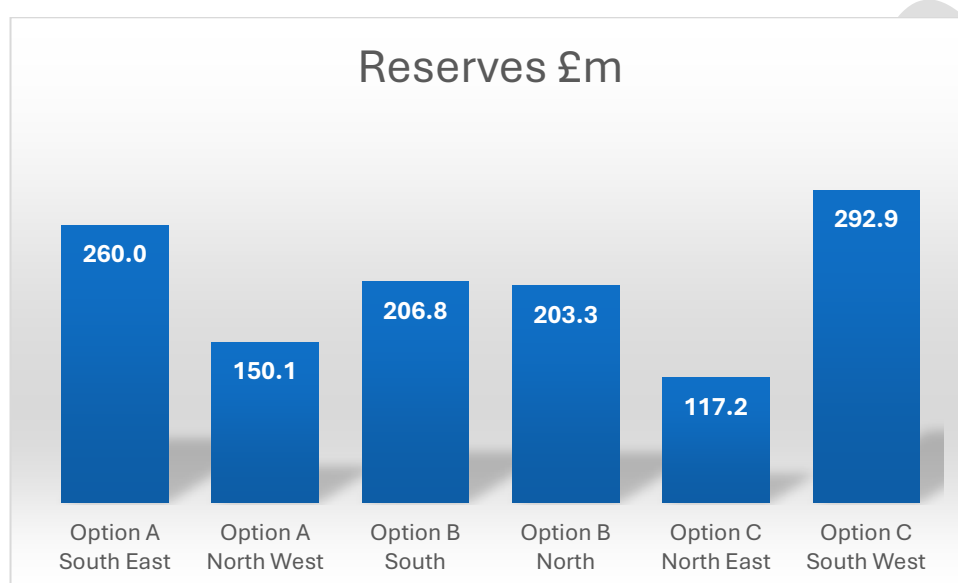 Reserves £m
260.0
150.1
206.8
203.3
117.2
292.9
Option A
South East
Option A
North West
Option B
South
Option B
North
Option C
North East
Option C
South West